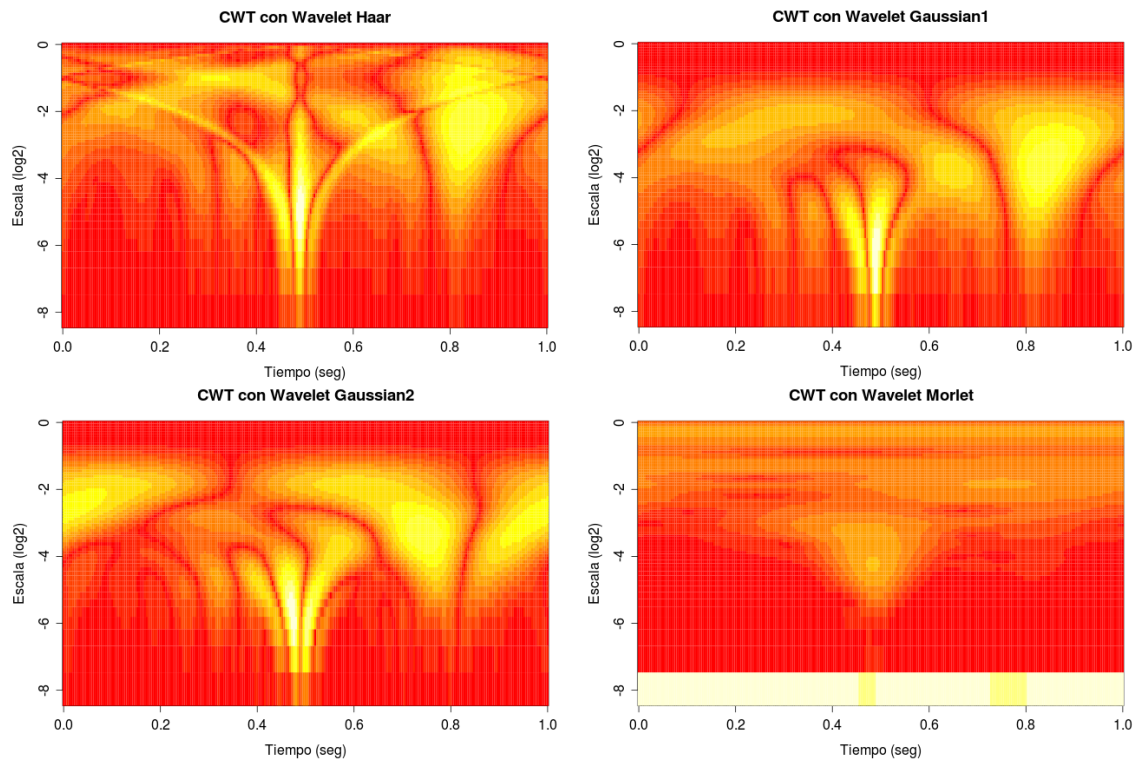 CWT con Wavelet Haar
Escala (log2)
0
-2
-4
-6
-8
0.0 0.2 0.4 0.6 0.8 1.0
Tiempo (seg)
CWT con Wavelet Gaussian1
Escala (log2)
0
-2
-4
-6
-8
0.0 0.2 0.4 0.6 0.8 1.0
Tiempo (seg)
CWT con Wavelet Gaussian2
Escala (log2)
0
-2
-4
-6
-8
0.0 0.2 0.4 0.6 0.8 1.0
Tiempo (seg)
CWT con Wavelet Morlet
Escala (log2)
0
-2
-4
-6
-8
0.0 0.2 0.4 0.6 0.8 1.0
Tiempo (seg)